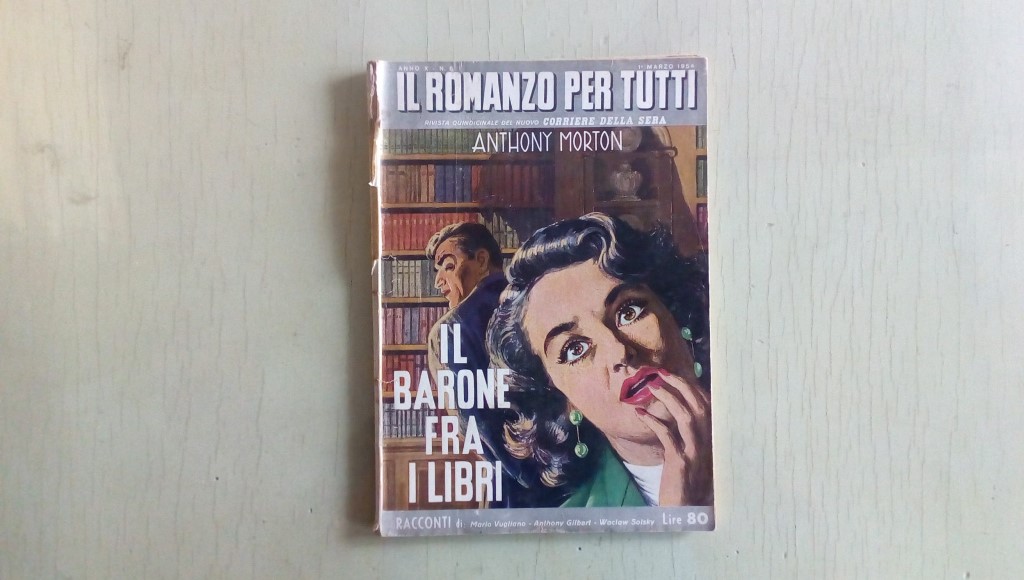 ANNO X - N. 5
1° MARZO 1954
IL ROMANZO PER TUTTI
RIVISTA QUINDICINALE DEL NUOVO CORRIERE DELLA SERA
ANTHONY MORTON
IL
BARONE
FRA
I LIBRI
RACCONTI di: Mario Vugliano - Anthony Gilbert - Waclaw Solsky Lire 80